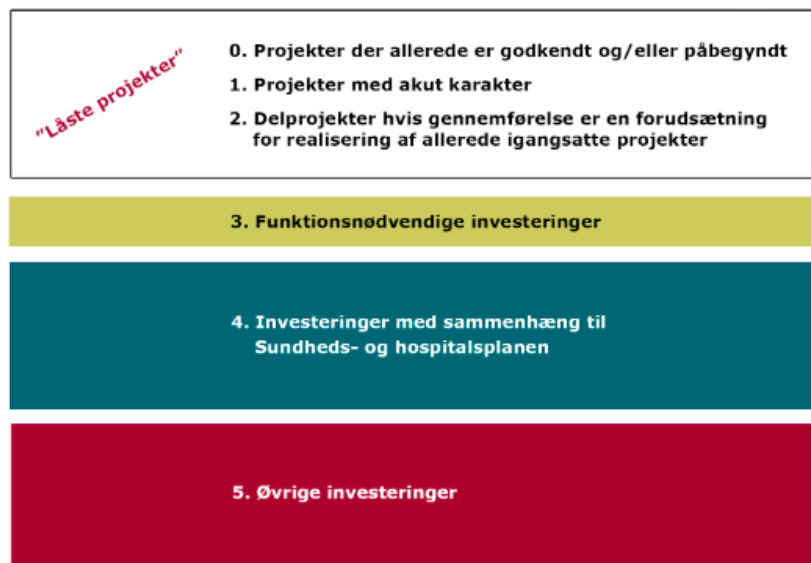 "Låste projekter"
0. Projekter der allerede er godkendt og/eller påbegyndt
1. Projekter med akut karakter
2. Delprojekter hvis gennemførelse er en forudsætning
for realisering af allerede igangsatte projekter
3. Funktionsnødvendige investeringer
4. Investeringer med sammenhæng til
Sundheds- og hospitalsplanen
5. Øvrige investeringer